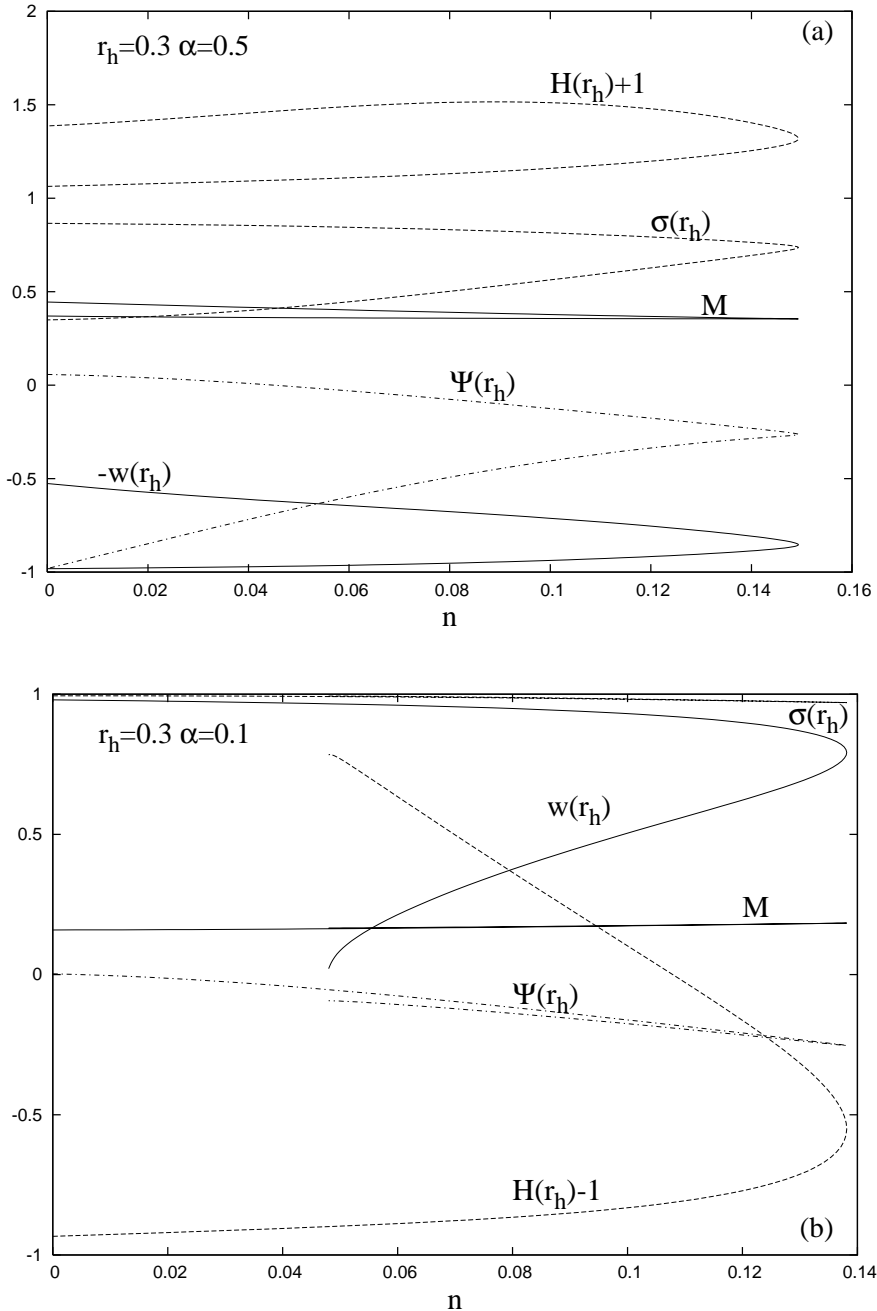 (a)
r_h=0.3 α=0.5
H(r_h)+1
σ(r_h)
M
Ψ(r_h)
-w(r_h)
2
1.5
1
0.5
0
-0.5
-1
0 0.02 0.04 0.06 0.08 0.1 0.12 0.14 0.16
n
r_h=0.3 α=0.1
σ(r_h)
w(r_h)
M
Ψ(r_h)
H(r_h)-1
(b)
1
0.5
0
-0.5
-1
0 0.02 0.04 0.06 0.08 0.1 0.12 0.14
n